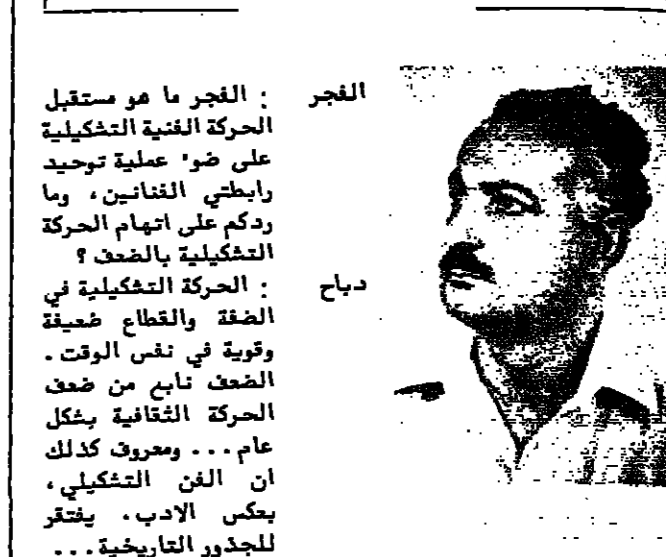 الفجر : الفجر ما هو مستقبل
الحركة الفنية التشكيلية
على ضوء عملية توحيد
رابطتي الفنانين، وما
ردكم على اتهام الحركة
التشكيلية بالضعف ؟
دباح : الحركة التشكيلية في
الضفة والقطاع ضعيفة
وقوية في نفس الوقت.
الضعف نابع من ضعف
الحركة الثقافية بشكل
عام... ومعروف كذلك
ان الفن التشكيلي،
بعكس الادب. يفتقر
للجذور التاريخية...